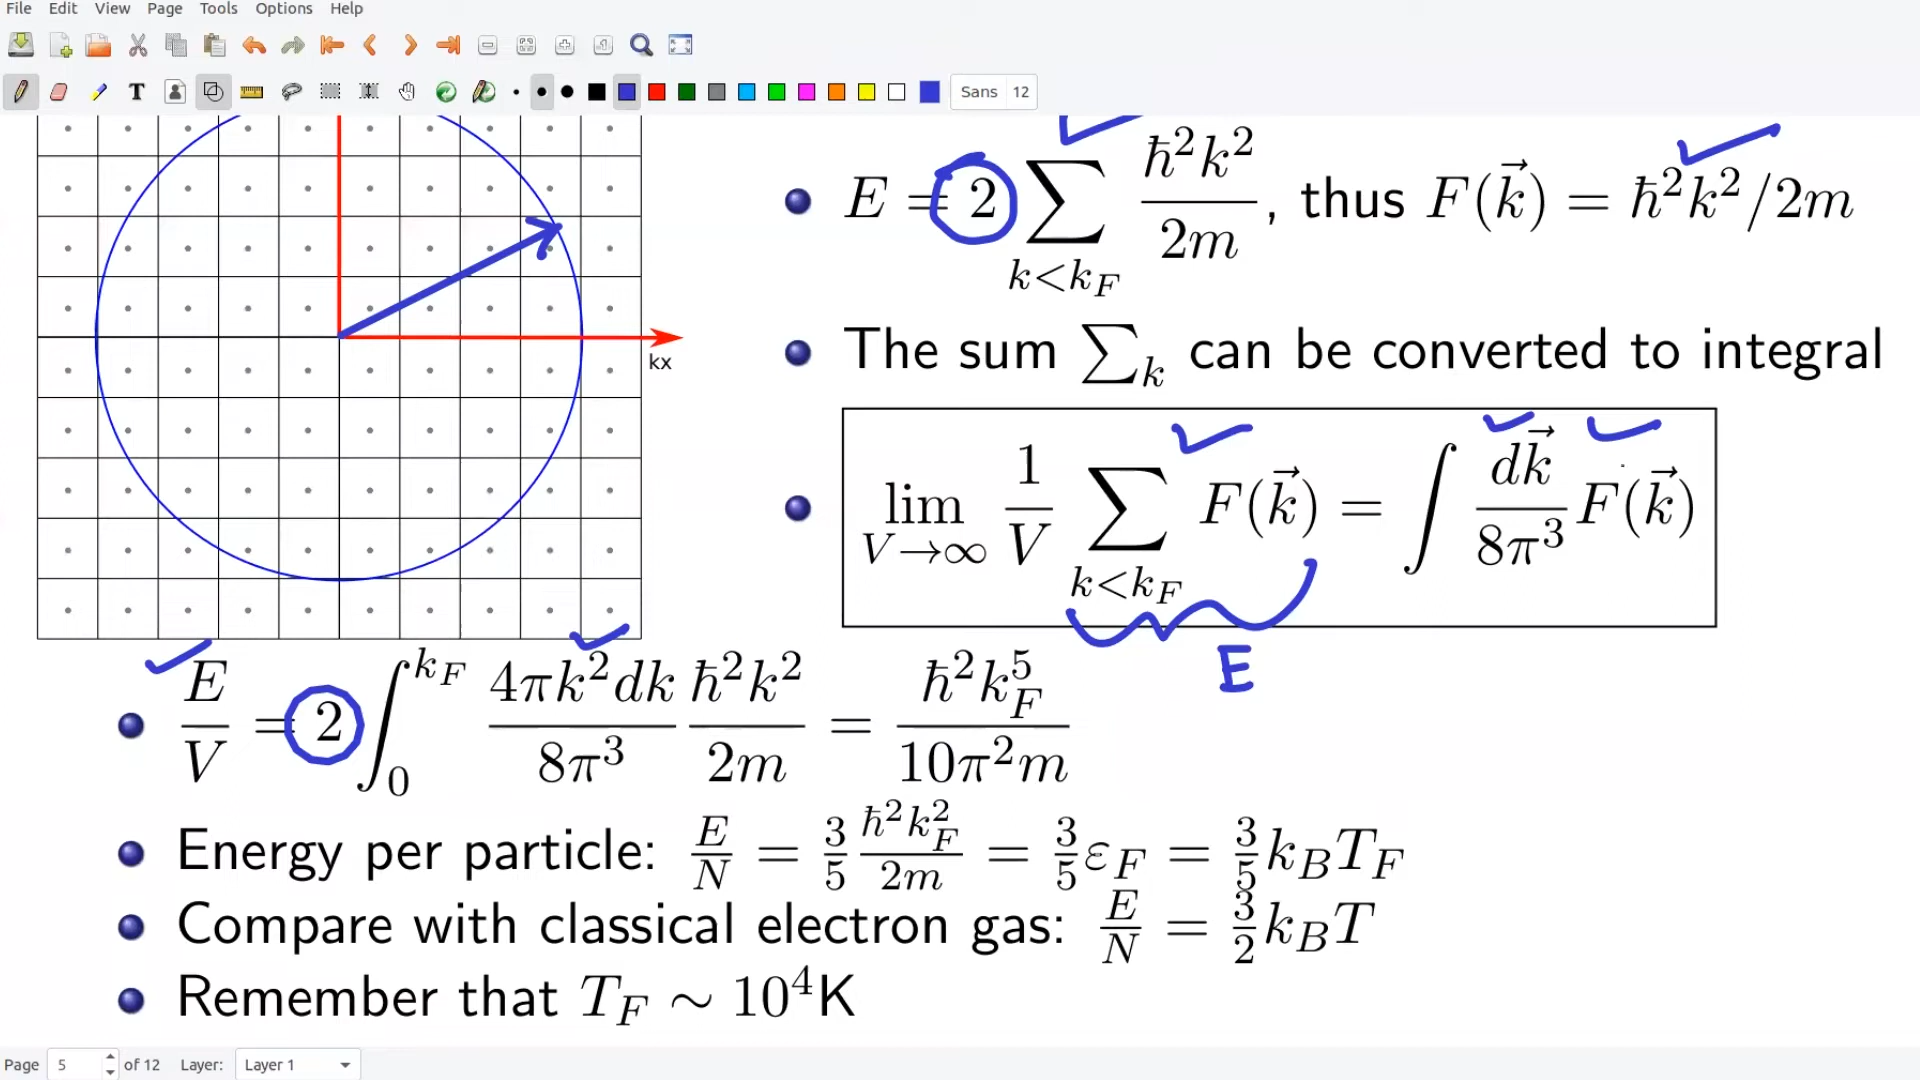 File Edit View Page Tools Options Help
T Sans 12
kx
E = 2 ∑_{k<k_F} ħ²k²/2m, thus F(k⃗) = ħ²k²/2m
The sum ∑_k can be converted to integral
lim_{V→∞} 1/V ∑_{k<k_F} F(k⃗) = ∫ dk⃗/8π³ F(k⃗)
E
E/V = 2 ∫_0^{k_F} 4πk²dk/8π³ ħ²k²/2m = ħ²k_F^5/10π²m
Energy per particle: E/N = 3/5 ħ²k_F²/2m = 3/5 ε_F = 3/5 k_B T_F
Compare with classical electron gas: E/N = 3/2 k_B T
Remember that T_F ∼ 10⁴K
Page 5 of 12 Layer: Layer 1